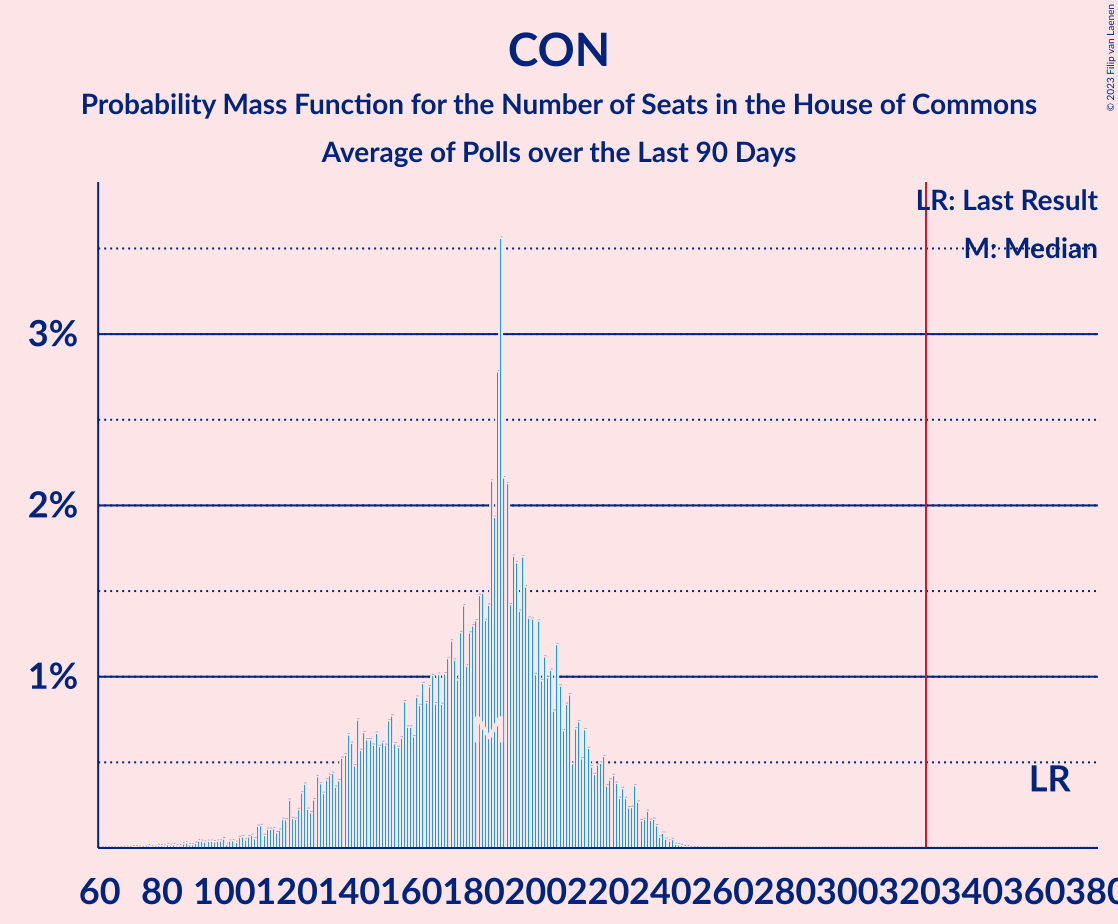 CON
Probability Mass Function for the Number of Seats in the House of Commons
Average of Polls over the Last 90 Days
© 2023 Filip van Laenen
LR: Last Result
M: Median
3%
2%
1%
M
LR
60 80 100 120 140 160 180 200 220 240 260 280 300 320 340 360 380